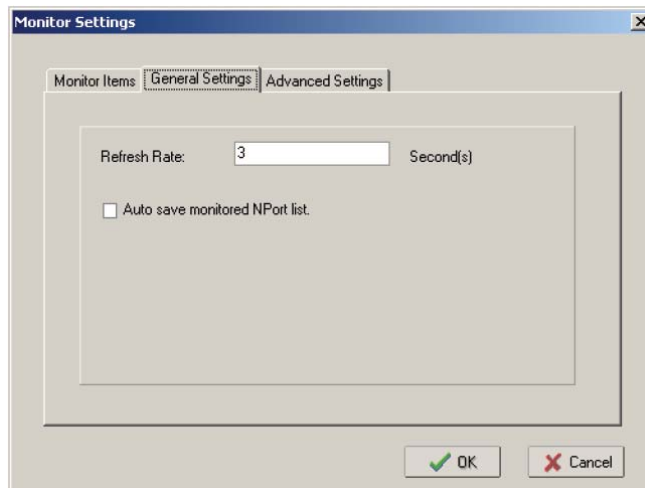 Monitor Settings
Monitor Items General Settings Advanced Settings
Refresh Rate: 3 Second(s)
Auto save monitored NPort list.
OK Cancel